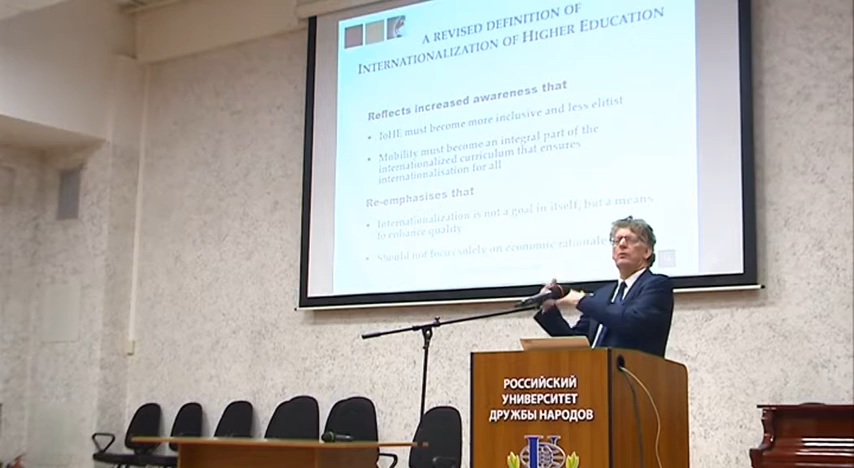 A REVISED DEFINITION OF
INTERNATIONALIZATION OF HIGHER EDUCATION
Reflects increased awareness that
• IoHE must become more inclusive and less elitist
• Mobility must become an integral part of the
internationalized curriculum that ensures
internationalisation for all
Re-emphasises that
• Internationalization is not a goal in itself, but a means
to enhance quality
• Should not focus solely on economic rationale
РОССИЙСКИЙ
УНИВЕРСИТЕТ
ДРУЖБЫ НАРОДОВ